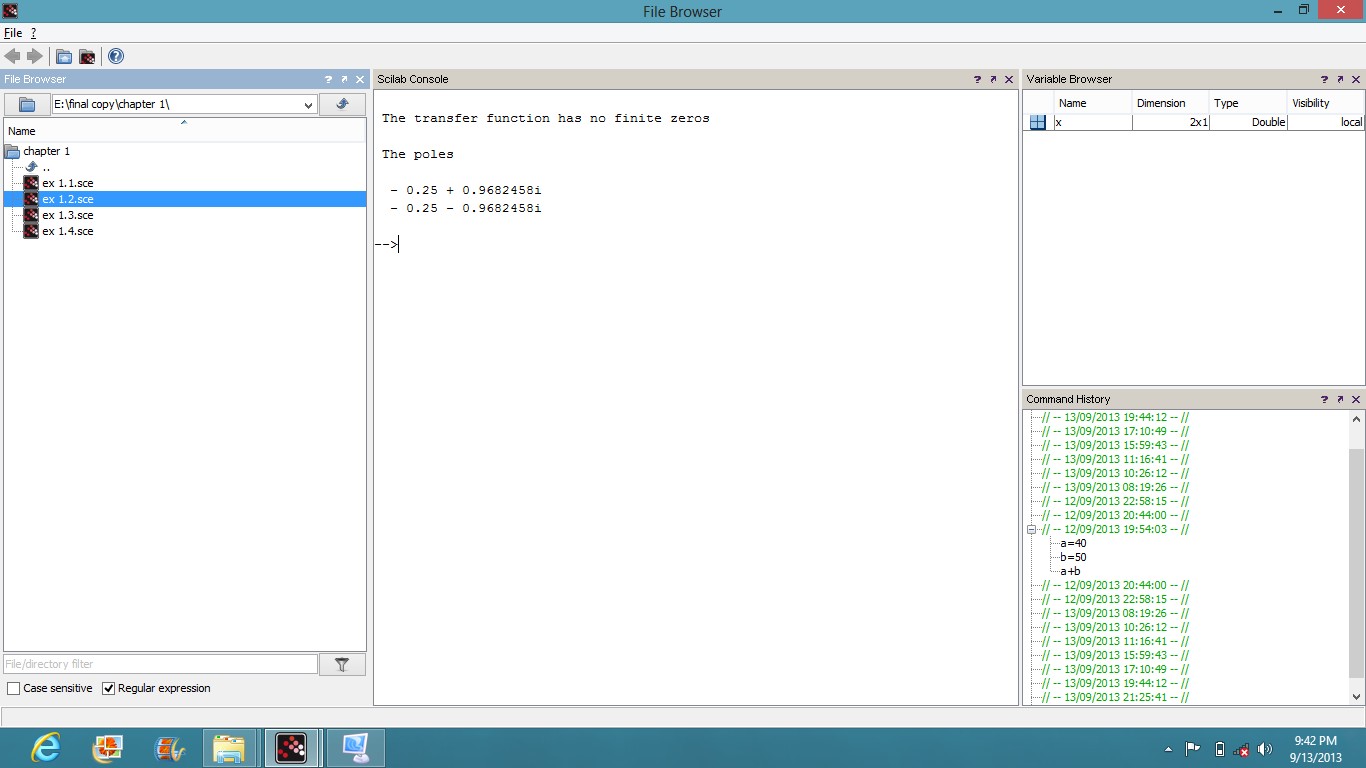 File Browser
File ?
File Browser
E:\final copy\chapter 1\
Name
chapter 1
..
ex 1.1.sce
ex 1.2.sce
ex 1.3.sce
ex 1.4.sce
File/directory filter
Case sensitive Regular expression
Scilab Console
The transfer function has no finite zeros
The poles
- 0.25 + 0.9682458i
- 0.25 - 0.9682458i
-->
Variable Browser
Name Dimension Type Visibility
x 2x1 Double local
Command History
// -- 13/09/2013 19:44:12 -- //
// -- 13/09/2013 17:10:49 -- //
// -- 13/09/2013 15:59:43 -- //
// -- 13/09/2013 11:16:41 -- //
// -- 13/09/2013 10:26:12 -- //
// -- 13/09/2013 08:19:26 -- //
// -- 12/09/2013 22:58:15 -- //
// -- 12/09/2013 20:44:00 -- //
// -- 12/09/2013 19:54:03 -- //
a=40
b=50
a+b
// -- 12/09/2013 20:44:00 -- //
// -- 12/09/2013 22:58:15 -- //
// -- 13/09/2013 08:19:26 -- //
// -- 13/09/2013 10:26:12 -- //
// -- 13/09/2013 11:16:41 -- //
// -- 13/09/2013 15:59:43 -- //
// -- 13/09/2013 17:10:49 -- //
// -- 13/09/2013 19:44:12 -- //
// -- 13/09/2013 21:25:41 -- //
9:42 PM
9/13/2013